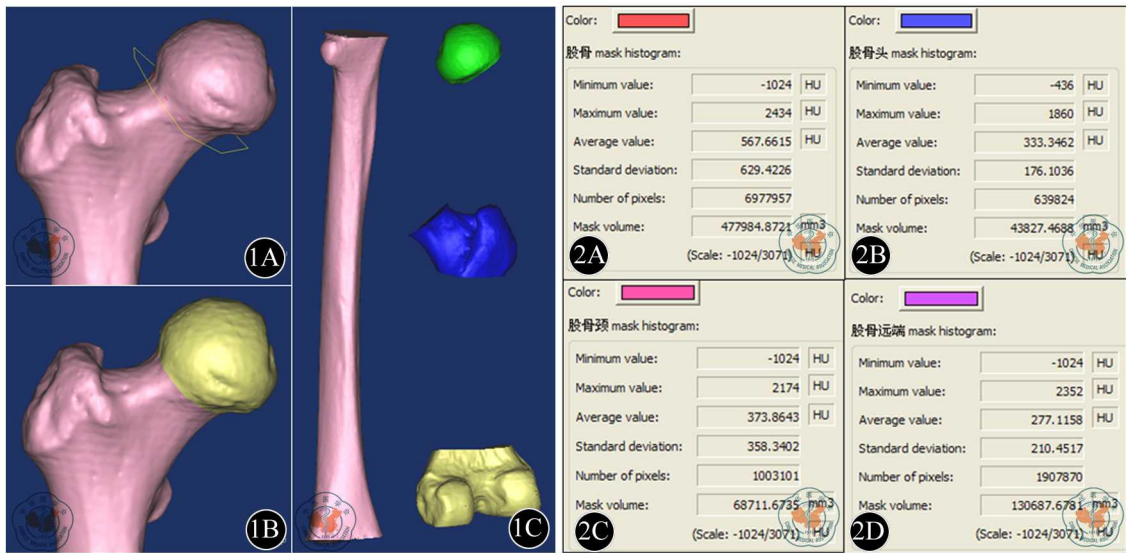 1A
1B
1C
Color:
股骨 mask histogram:
Minimum value: -1024 HU
Maximum value: 2434 HU
Average value: 567.6615 HU
Standard deviation: 629.4226
Number of pixels: 6977957
Mask volume: 477984.8721 mm3
(Scale: -1024/3071) HU
2A
Color:
股骨头 mask histogram:
Minimum value: -436 HU
Maximum value: 1860 HU
Average value: 333.3462 HU
Standard deviation: 176.1036
Number of pixels: 639824
Mask volume: 43827.4688 mm3
(Scale: -1024/3071) HU
2B
Color:
股骨颈 mask histogram:
Minimum value: -1024 HU
Maximum value: 2174 HU
Average value: 373.8643 HU
Standard deviation: 358.3402
Number of pixels: 1003101
Mask volume: 68711.6735 mm3
(Scale: -1024/3071) HU
2C
Color:
股骨远端 mask histogram:
Minimum value: -1024 HU
Maximum value: 2352 HU
Average value: 277.1158 HU
Standard deviation: 210.4517
Number of pixels: 1907870
Mask volume: 130687.6781 mm3
(Scale: -1024/3071) HU
2D